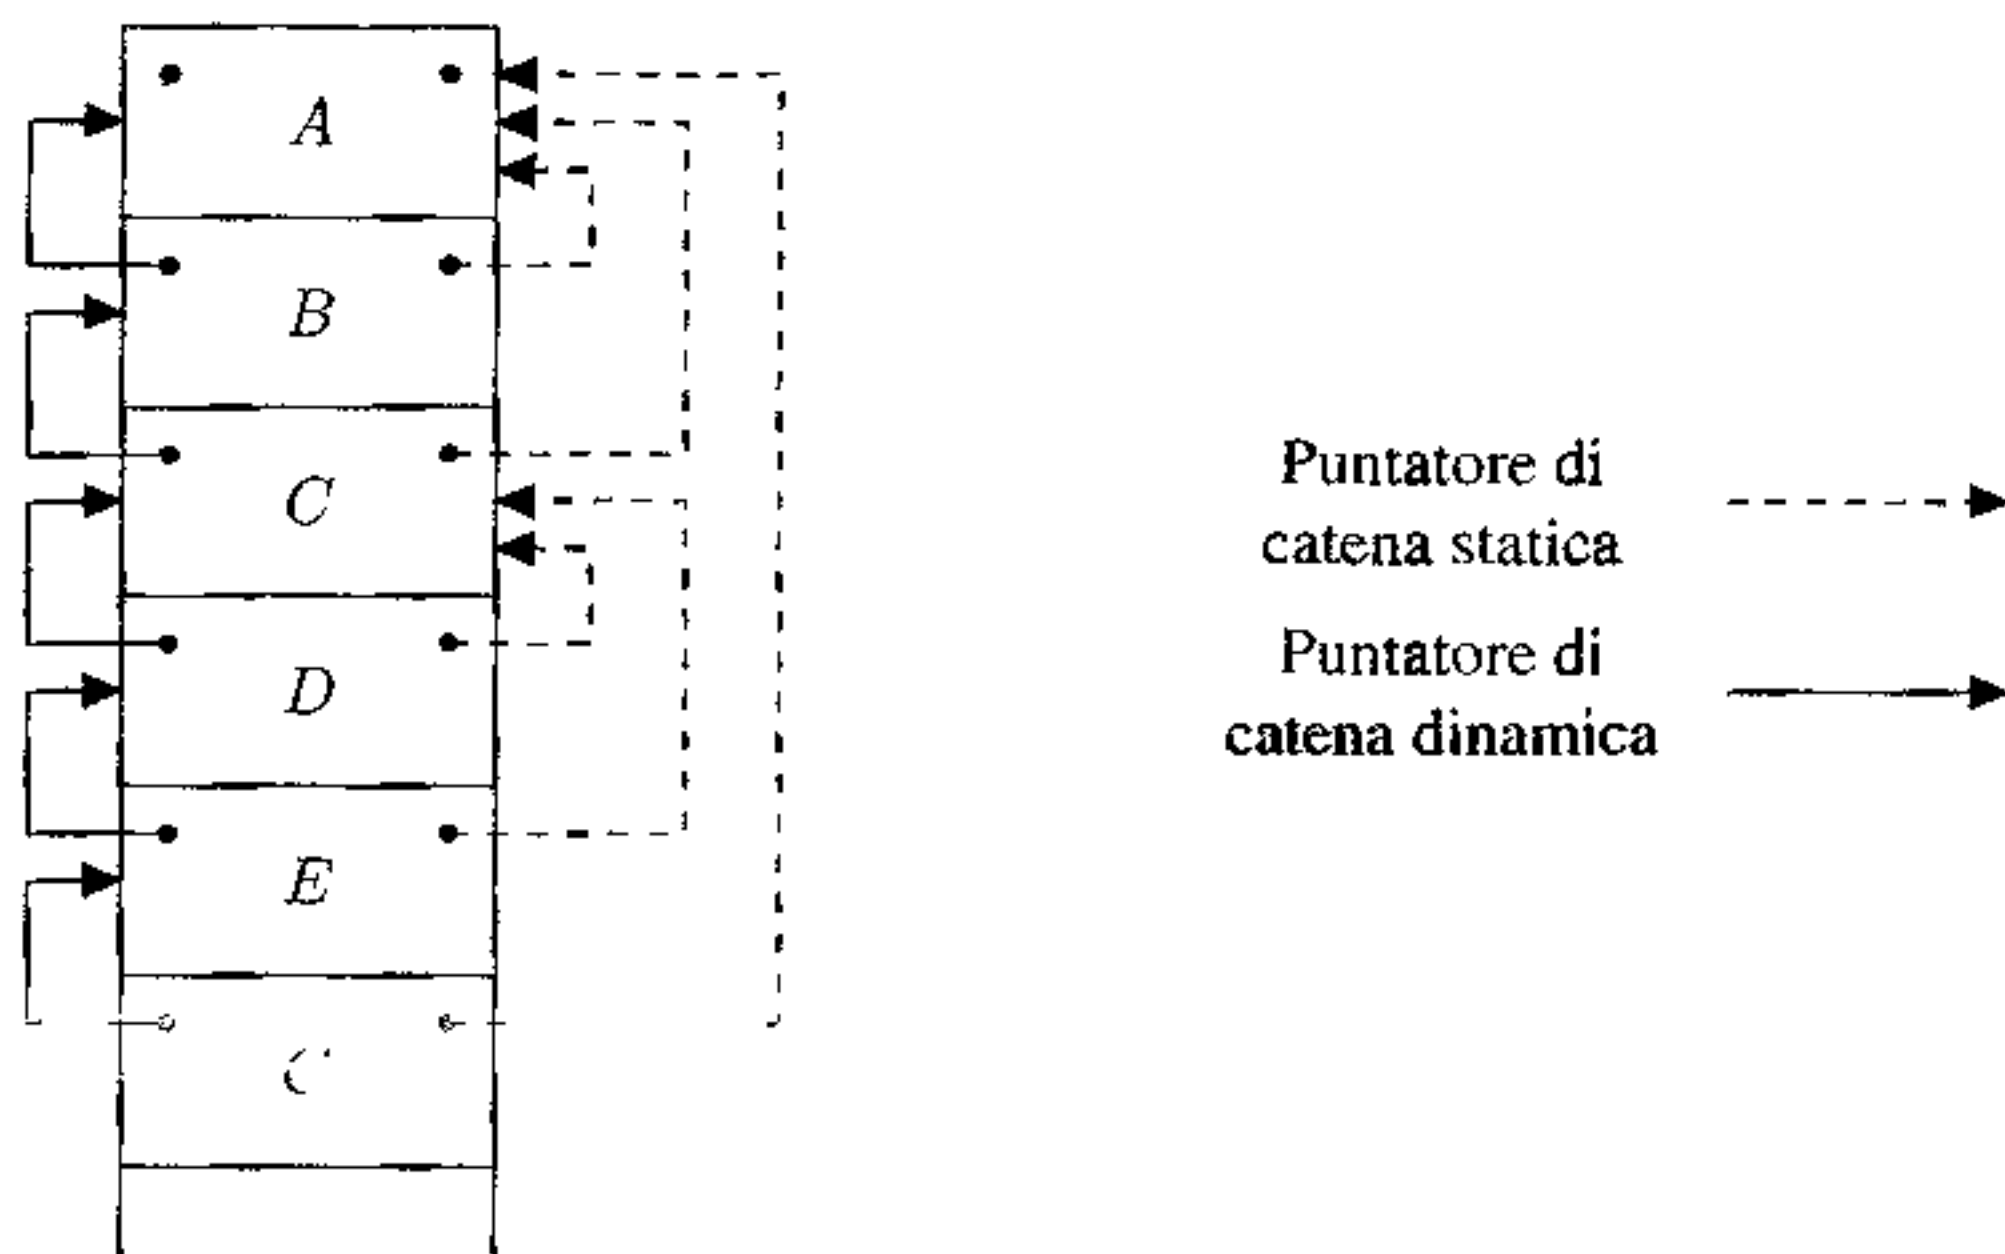 A
B
C
D
E
C
Puntatore di
catena statica
Puntatore di
catena dinamica